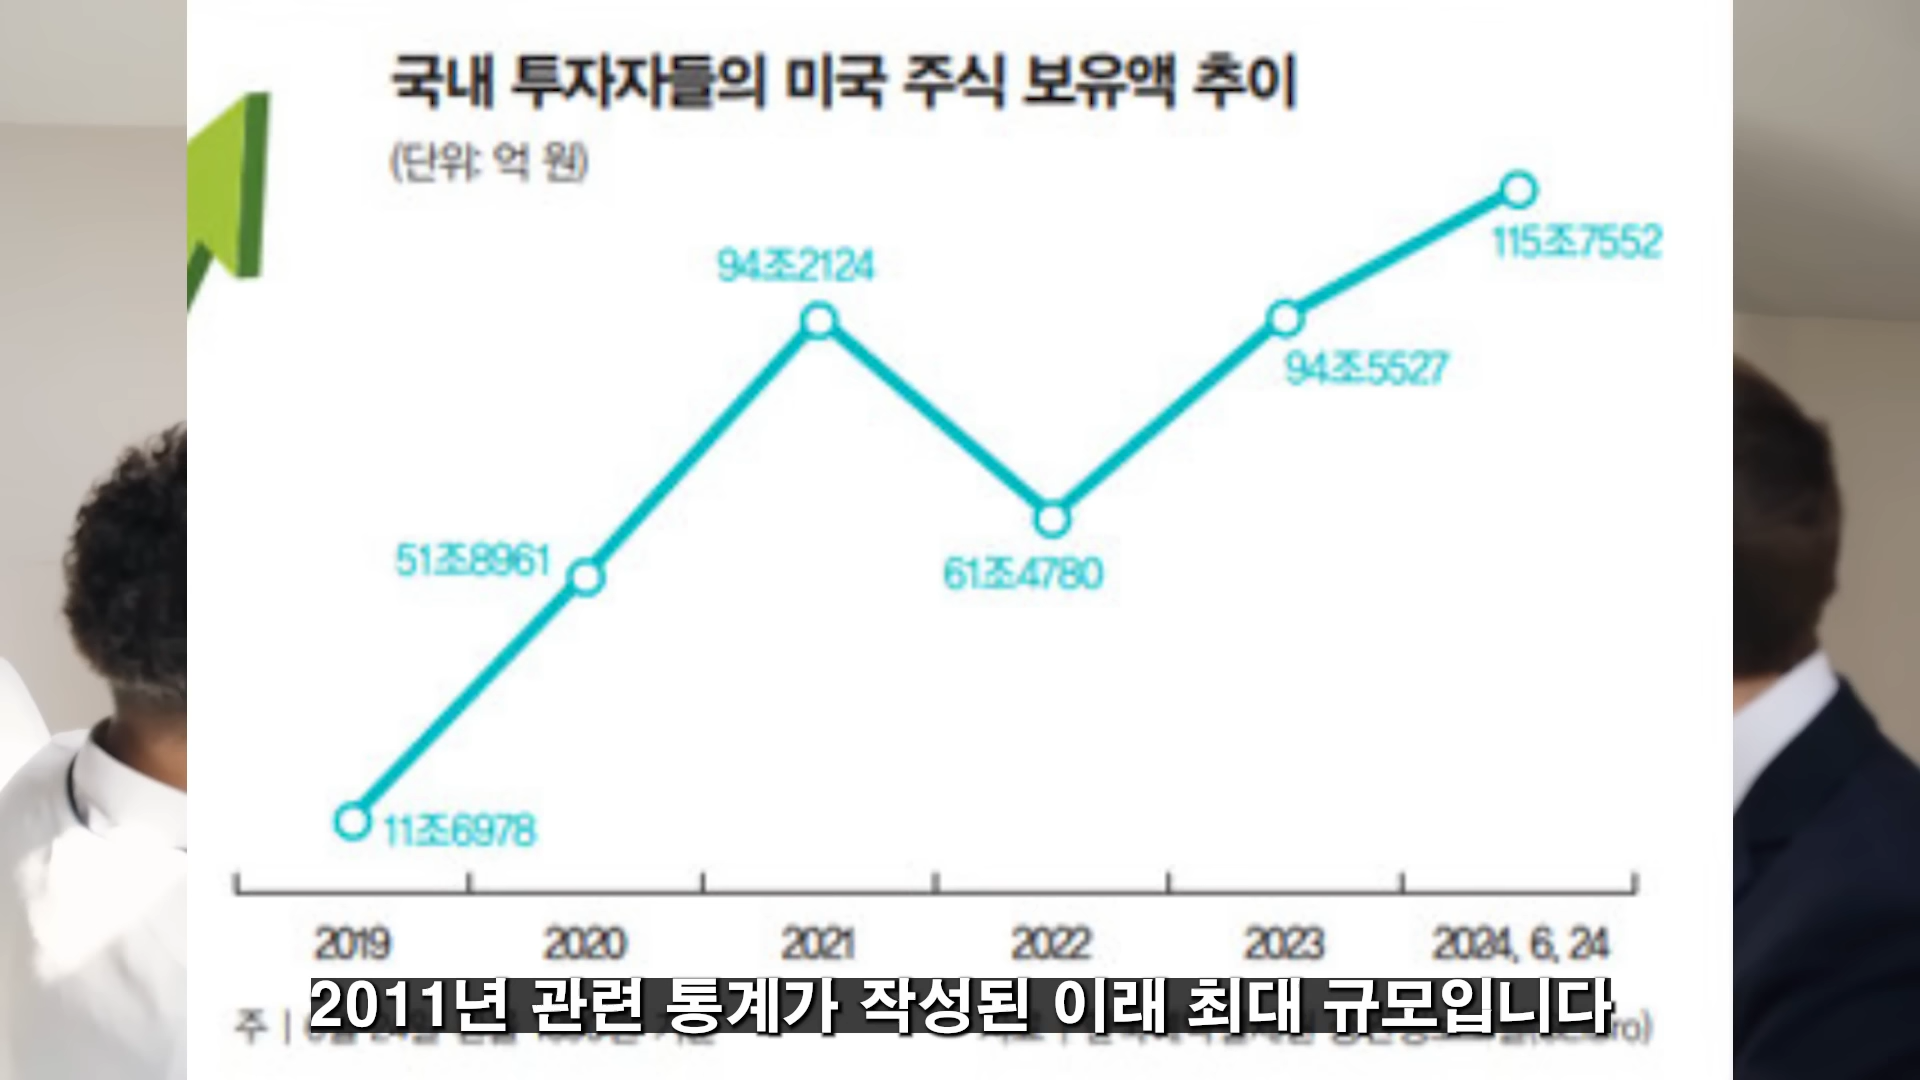 국내 투자자들의 미국 주식 보유액 추이
(단위: 억 원)
115조7552
94조2124
94조5527
51조8961
61조4780
11조6978
2019 2020 2021 2022 2023 2024, 6, 24
2011년 관련 통계가 작성된 이래 최대 규모입니다
주 |